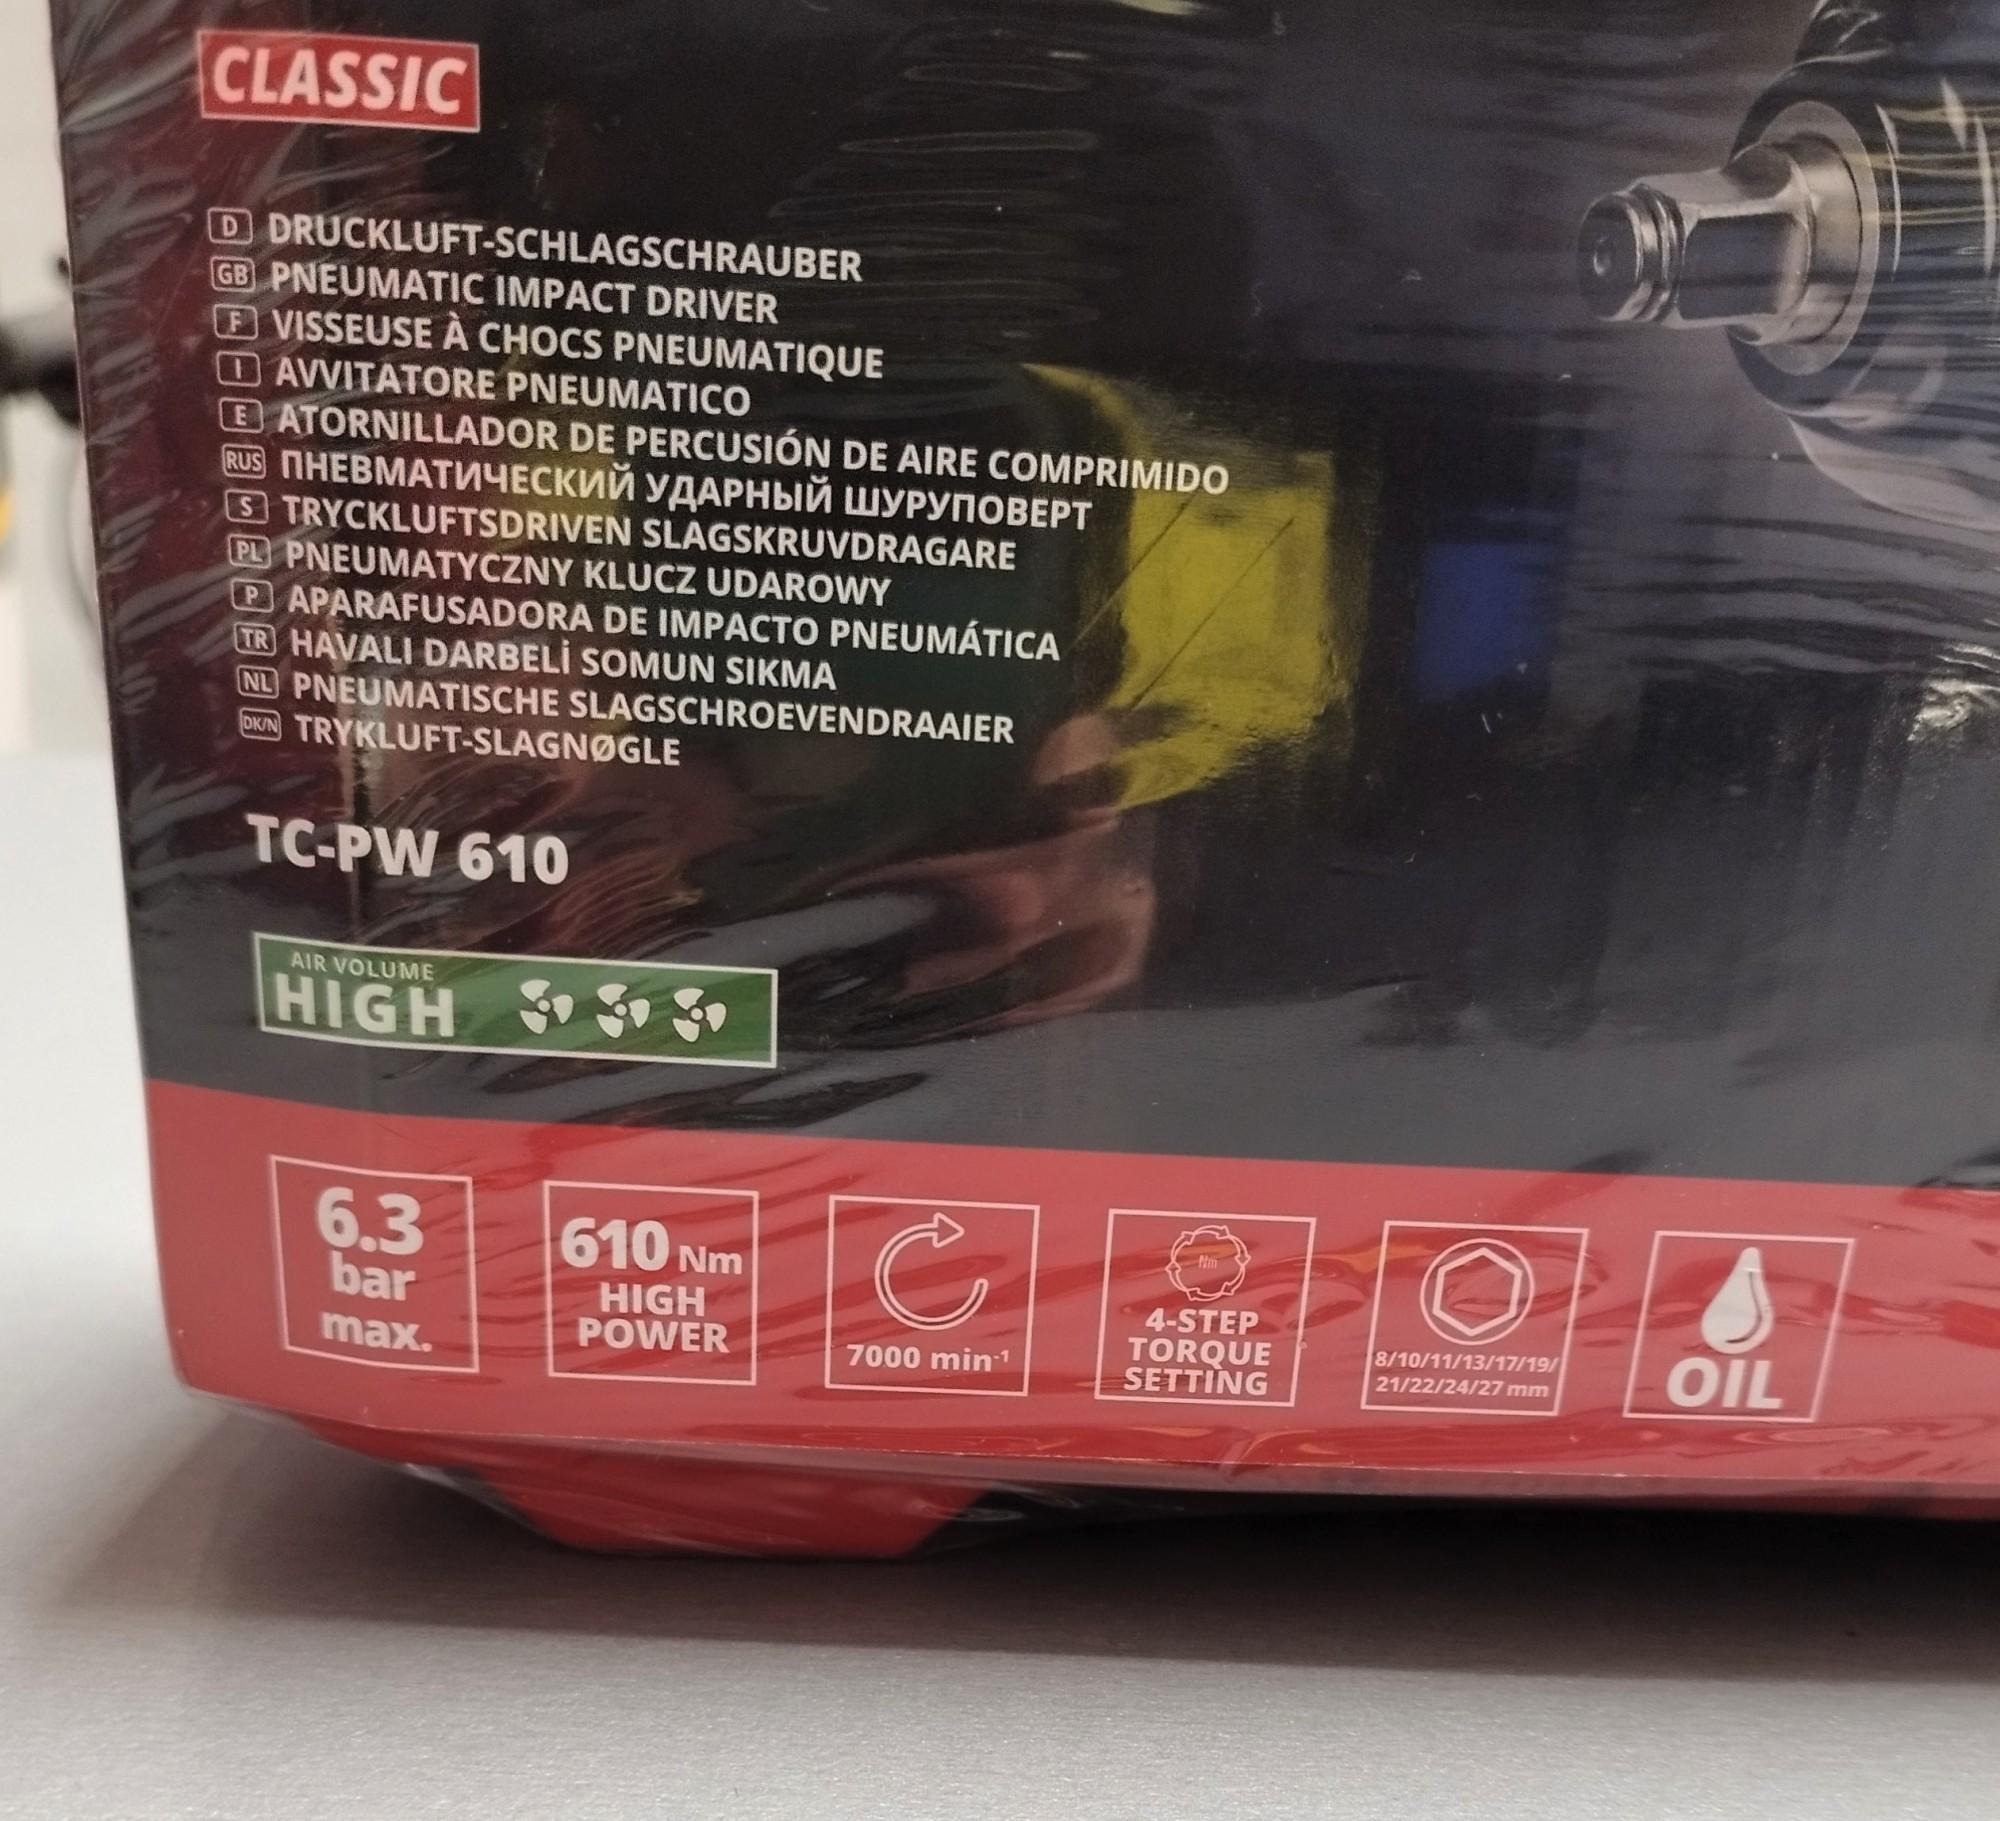 CLASSIC
D DRUCKLUFT-SCHLAGSCHRAUBER
GB PNEUMATIC IMPACT DRIVER
F VISSEUSE À CHOCS PNEUMATIQUE
I AVVITATORE PNEUMATICO
E ATORNILLADOR DE PERCUSIÓN DE AIRE COMPRIMIDO
RUS ПНЕВМАТИЧЕСКИЙ УДАРНЫЙ ШУРУПОВЕРТ
S TRYCKLUFTSDRIVEN SLAGSKRUVDRAGARE
PL PNEUMATYCZNY KLUCZ UDAROWY
P APARAFUSADORA DE IMPACTO PNEUMÁTICA
TR HAVALI DARBELİ SOMUN SIKMA
NL PNEUMATISCHE SLAGSCHROEVENDRAAIER
DK/N TRYKLUFT-SLAGNØGLE
TC-PW 610
AIR VOLUME
HIGH
6.3
bar
max.
610 Nm
HIGH
POWER
7000 min⁻¹
Nm
4-STEP
TORQUE
SETTING
8/10/11/13/17/19/
21/22/24/27 mm
OIL